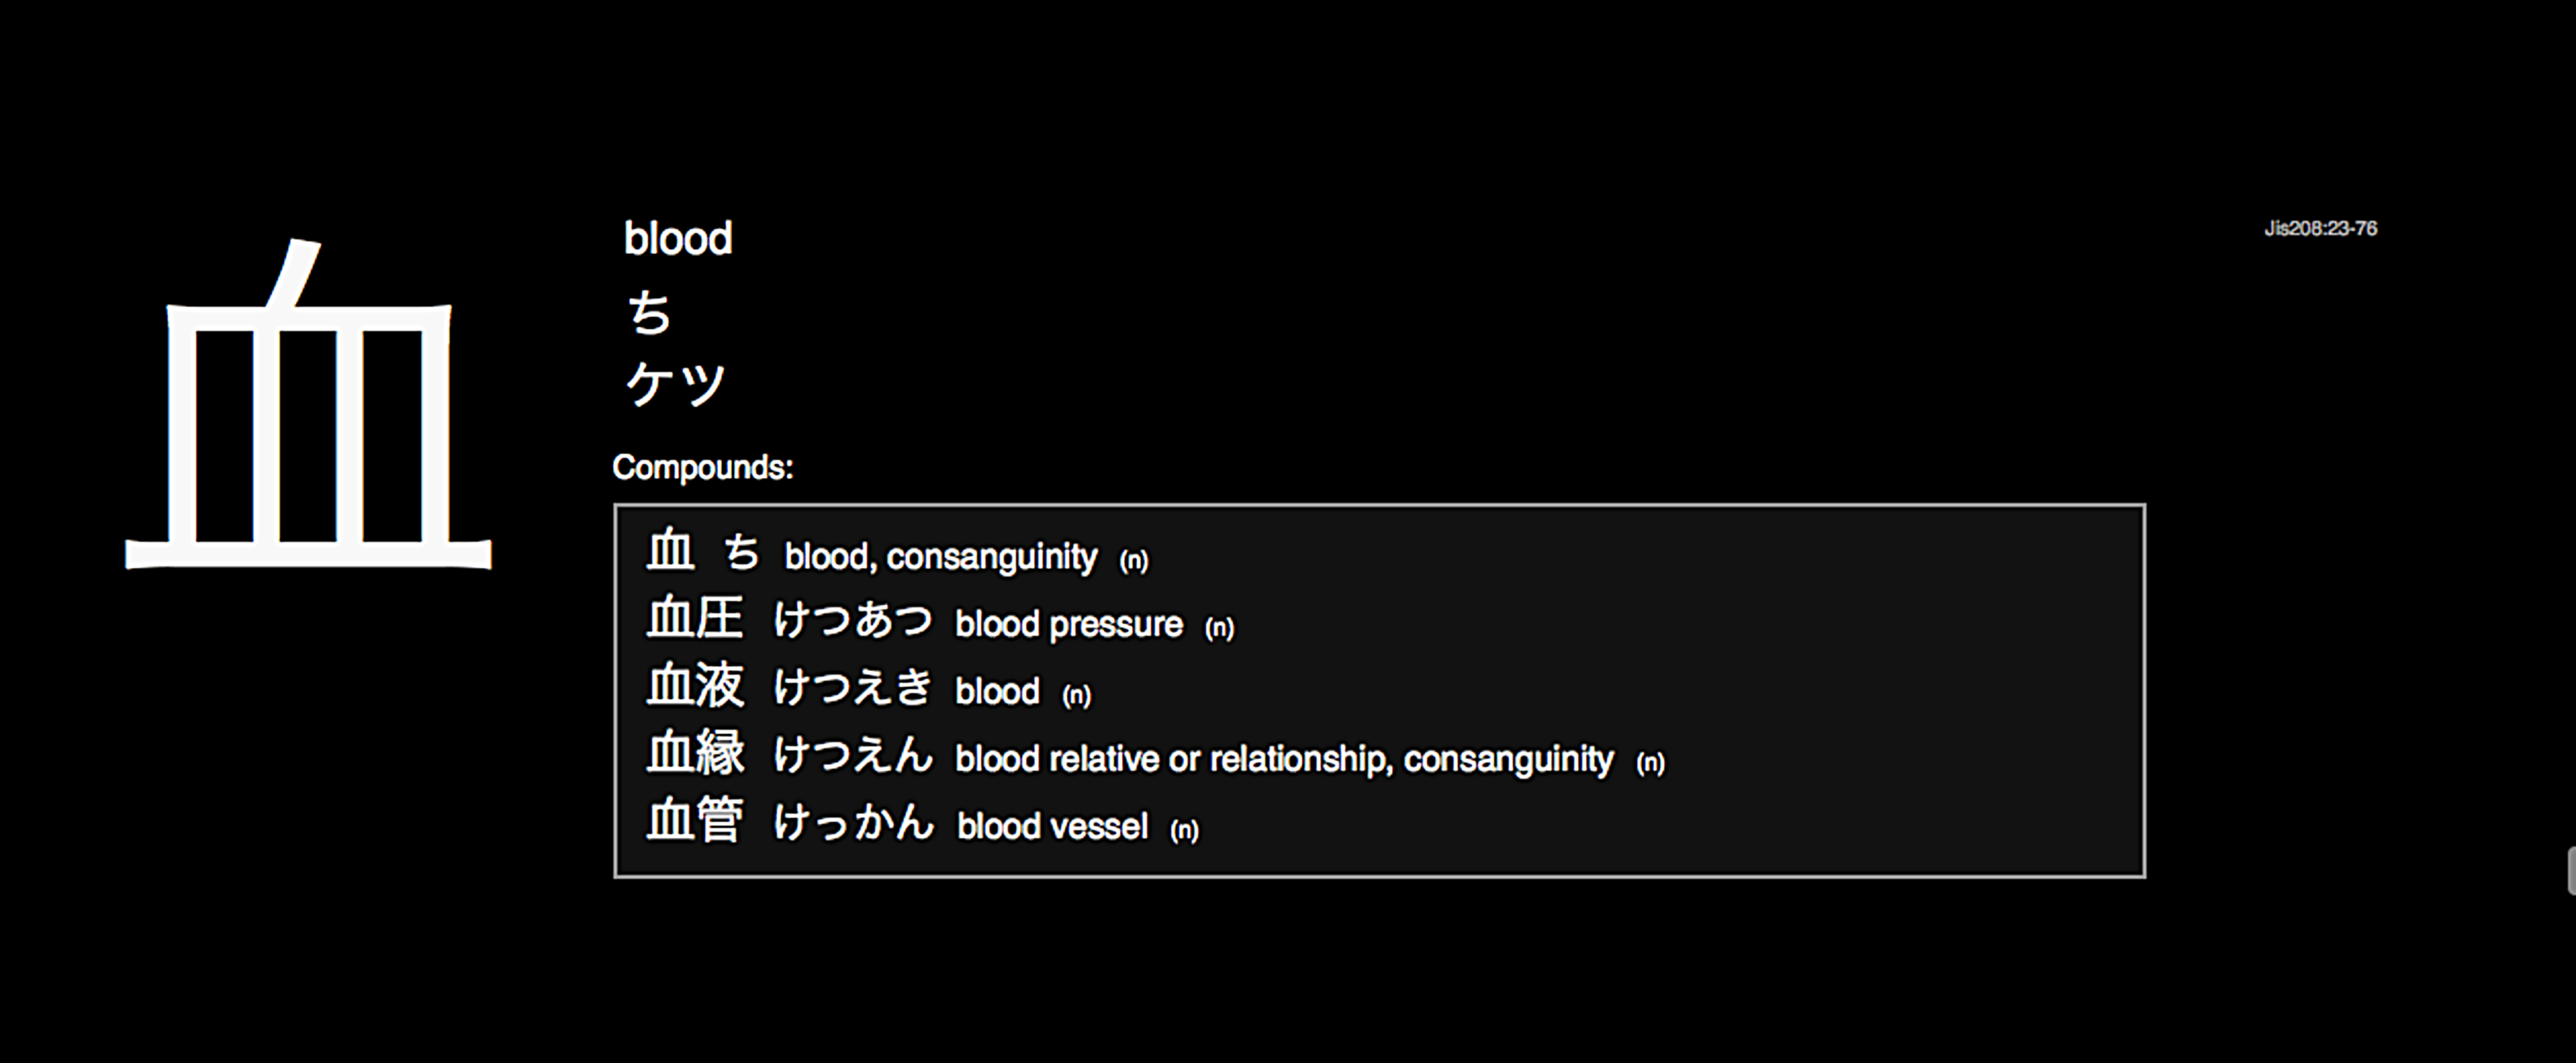 血
blood
Jis208:23-76
ち
ケツ
Compounds:
血 ち blood, consanguinity (n)
血圧 けつあつ blood pressure (n)
血液 けつえき blood (n)
血縁 けつえん blood relative or relationship, consanguinity (n)
血管 けっかん blood vessel (n)